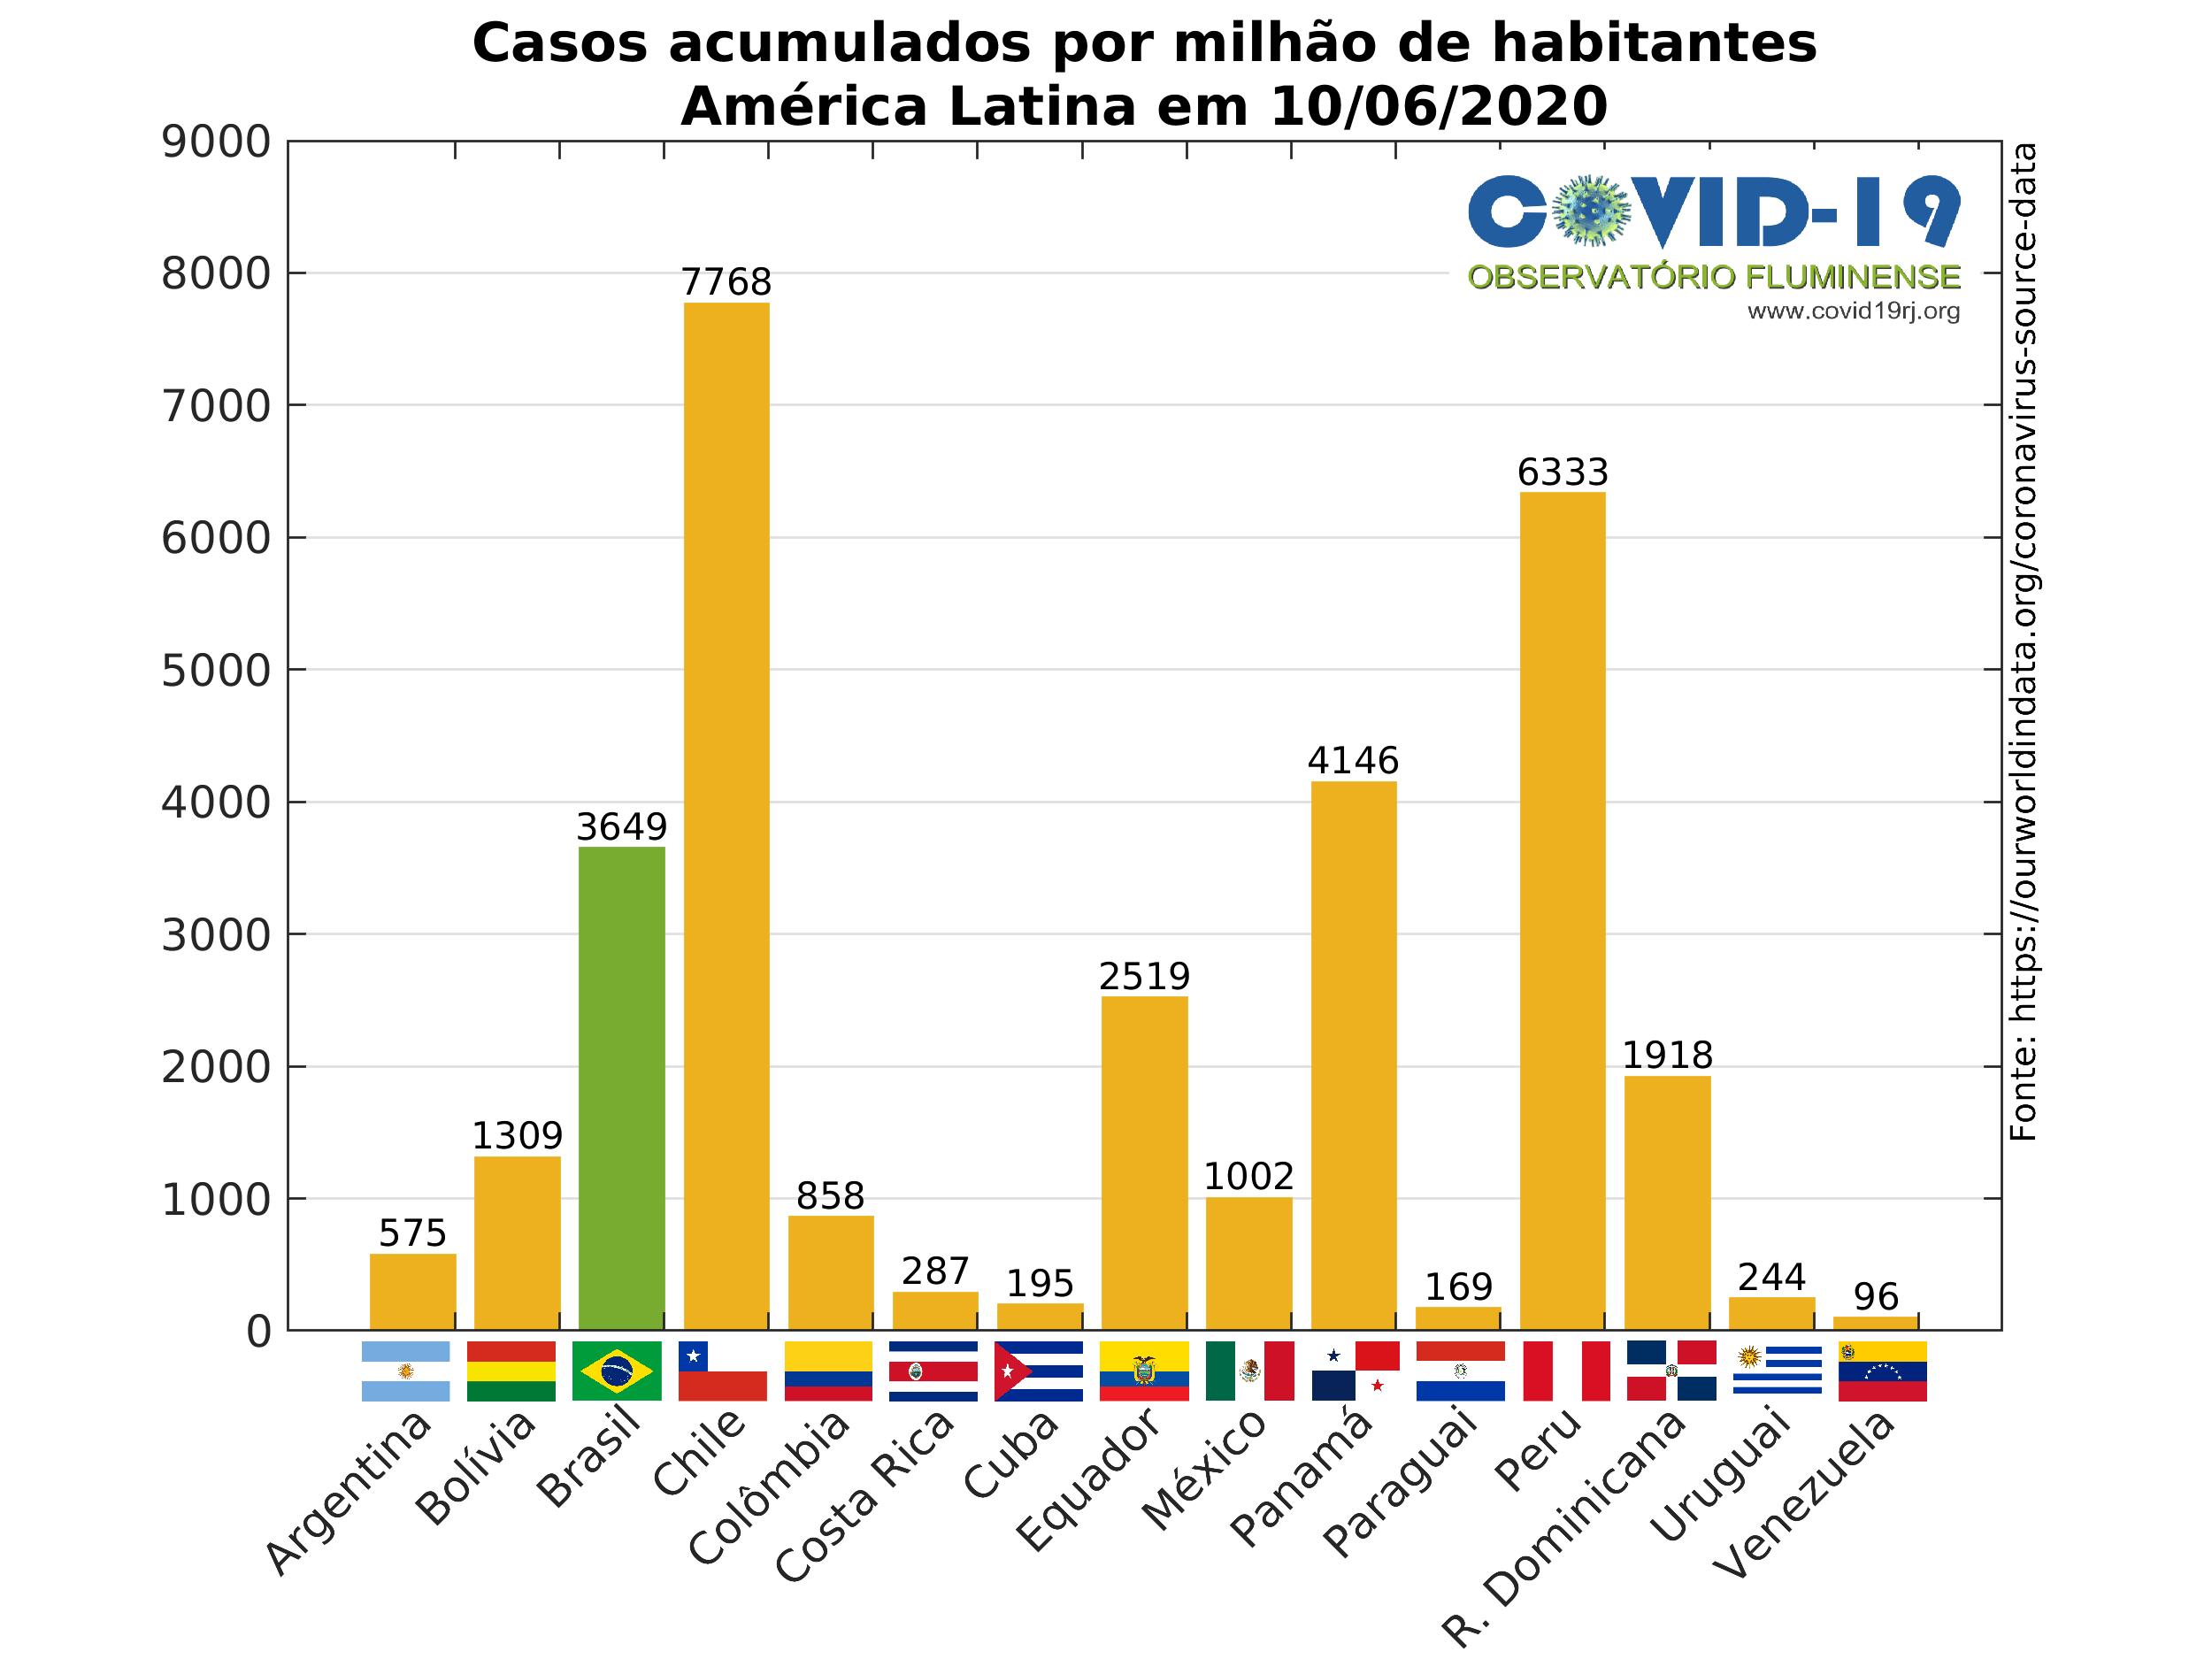 Casos acumulados por milhão de habitantes
América Latina em 10/06/2020
9000
8000
7000
6000
5000
4000
3000
2000
1000
0
COVID-19
OBSERVATÓRIO FLUMINENSE
www.covid19rj.org
Fonte: https://ourworldindata.org/coronavirus-source-data
575
1309
3649
7768
858
287
195
2519
1002
4146
169
6333
1918
244
96
Argentina
Bolívia
Brasil
Chile
Colômbia
Costa Rica
Cuba
Equador
México
Panamá
Paraguai
Peru
R. Dominicana
Uruguai
Venezuela